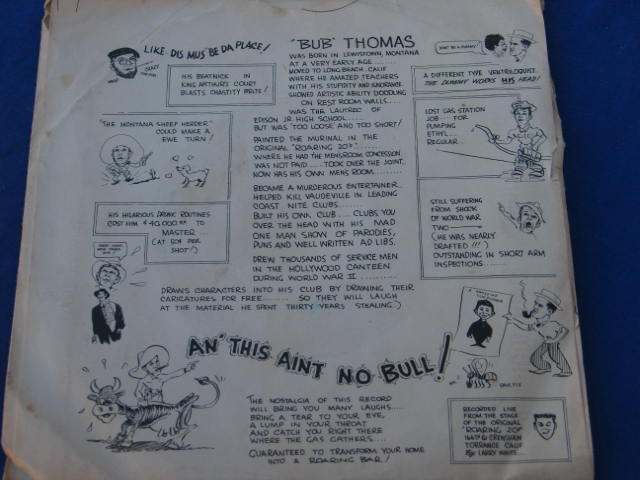 LIKE DIS MUS' BE DA PLACE!
CRAZY
HIS BEATNICK IN
KING ARTHUR'S COURT
BLASTS CHASTITY BELTS!
"THE MONTANA SHEEP HERDER"
COULD MAKE A
EWE TURN!
HIS HILARIOUS DRUNK ROUTINES
COST HIM $40,000.00 TO
MASTER
(AT 50¢ PER
SHOT!)
"BUB" THOMAS
WAS BORN IN LEWISTOWN, MONTANA
AT A VERY EARLY AGE....
MOVED TO LONG BEACH, CALIF
WHERE HE AMAZED TEACHERS
WITH HIS STUPIDITY AND IGNORANCE
SHOWED ARTISTIC ABILITY DOODLING
ON REST ROOM WALLS....
WAS THE LAUTREC OF
EDISON JR. HIGH SCHOOL......
BUT WAS "TOO LOOSE" AND TOO SHORT!
PAINTED THE MURINAL IN THE
ORIGINAL "ROARING 20'S."
WHERE HE HAD THE MENSROOM CONCESSION
WAS NOT PAID..... TOOK OVER THE JOINT.
NOW HAS HIS OWN MENS ROOM.........
BECAME A MURDEROUS ENTERTAINER..
HELPED KILL VAUDEVILLE IN LEADING
COAST NITE CLUBS...........
BUILT HIS OWN CLUB.... CLUBS YOU
OVER THE HEAD WITH HIS MAD
ONE MAN SHOW OF PARODIES,
PUNS AND WELL WRITTEN AD LIBS.
DREW THOUSANDS OF SERVICE MEN
IN THE HOLLYWOOD CANTEEN
DURING WORLD WAR II.........
DRAWS CHARACTERS INTO HIS CLUB BY DRAWING THEIR
CARICATURES FOR FREE........ SO THEY WILL LAUGH
AT THE MATERIAL HE SPENT THIRTY YEARS STEALING.)
WHAT'S IN A DUMMY?
A DIFFERENT TYPE VENTRILOQUIST.
THE DUMMY WORKS HIS HEAD!
LOST GAS STATION
JOB --- FOR
PUMPING
ETHYL....
REGULAR....
STILL SUFFERING
FROM SHOCK
OF WORLD WAR
TWO
(HE WAS NEARLY
DRAFTED !!!)
OUTSTANDING IN SHORT ARM
INSPECTIONS......
AN' THIS AINT NO BULL!
THE NOSTALGIA OF THIS RECORD
WILL BRING YOU MANY LAUGHS....
BRING A TEAR TO YOUR EYE,
A LUMP IN YOUR THROAT
AND CATCH YOU RIGHT THERE
WHERE THE GAS GATHERS....
GUARANTEED TO TRANSFORM YOUR HOME
INTO A ROARING BAR!
RECORDED LIVE
FROM THE STAGE
OF THE ORIGINAL
"ROARING 20'S"
166TH & CRENSHAW
TORRANCE CALIF
BY LARRY